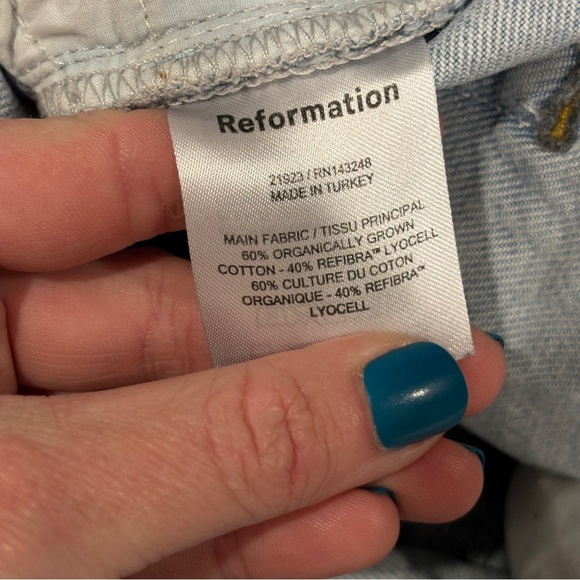 Reformation
21923 / RN143248
MADE IN TURKEY
MAIN FABRIC / TISSU PRINCIPAL
60% ORGANICALLY GROWN
COTTON - 40% REFIBRA™ LYOCELL
60% CULTURE DU COTON
ORGANIQUE - 40% REFIBRA™
LYOCELL